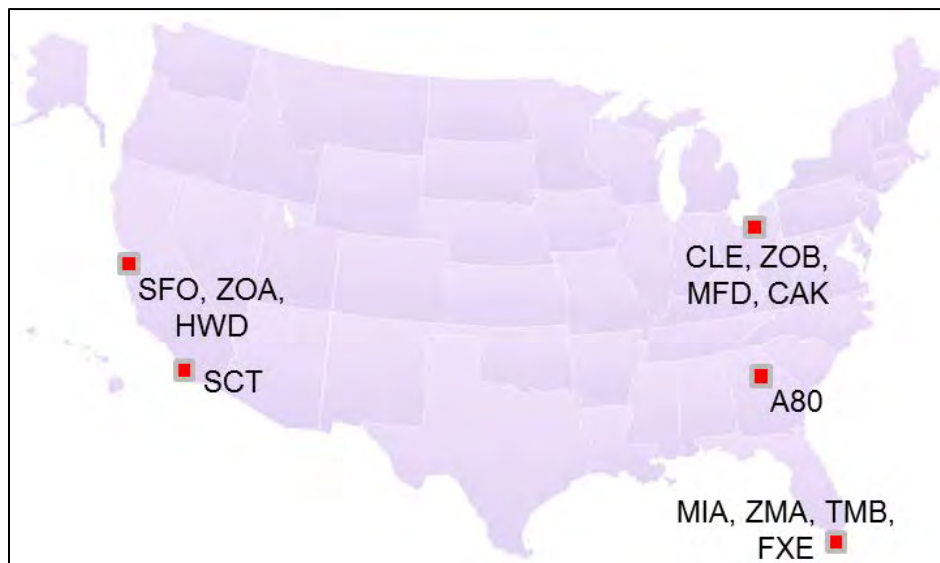 CLE, ZOB,
MFD, CAK
SFO, ZOA,
HWD
SCT
A80
MIA, ZMA, TMB,
FXE